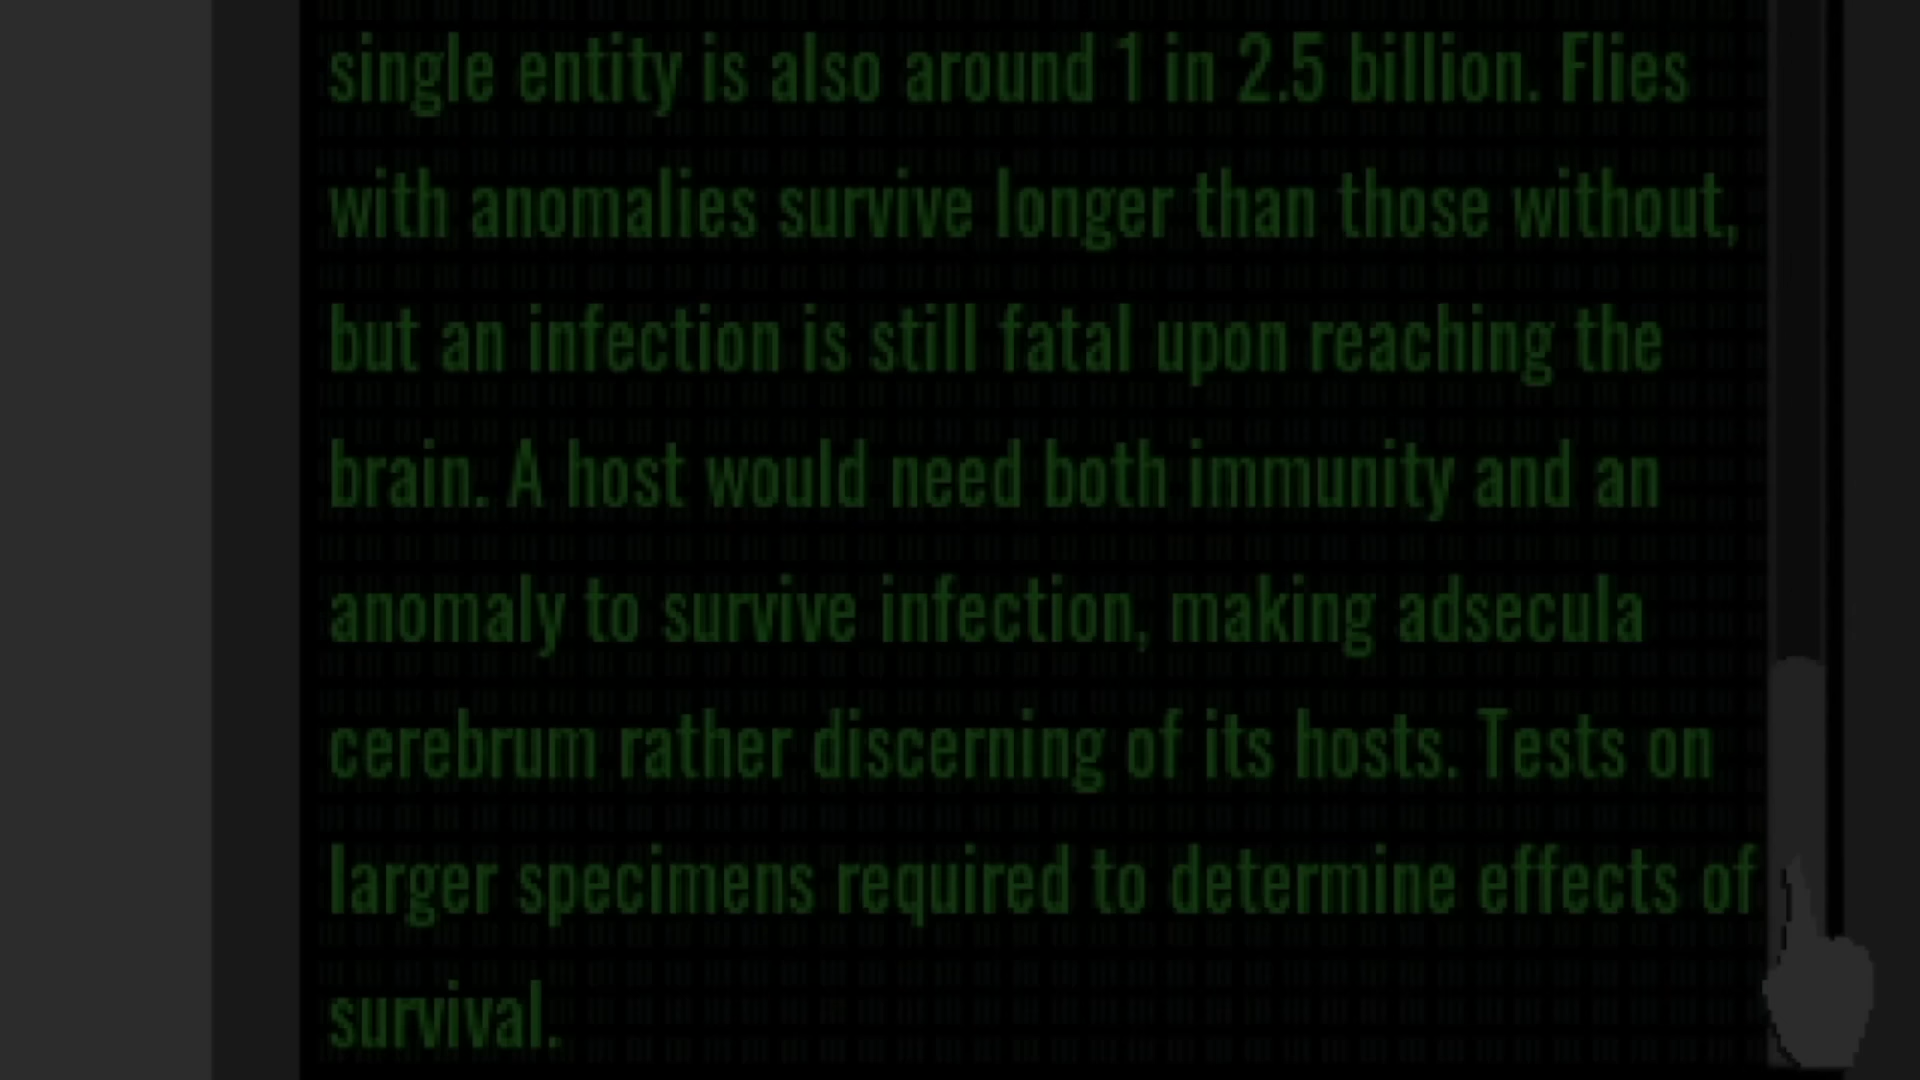 single entity is also around 1 in 2.5 billion. Flies
with anomalies survive longer than those without,
but an infection is still fatal upon reaching the
brain. A host would need both immunity and an
anomaly to survive infection, making adsecula
cerebrum rather discerning of its hosts. Tests on
larger specimens required to determine effects of
survival.